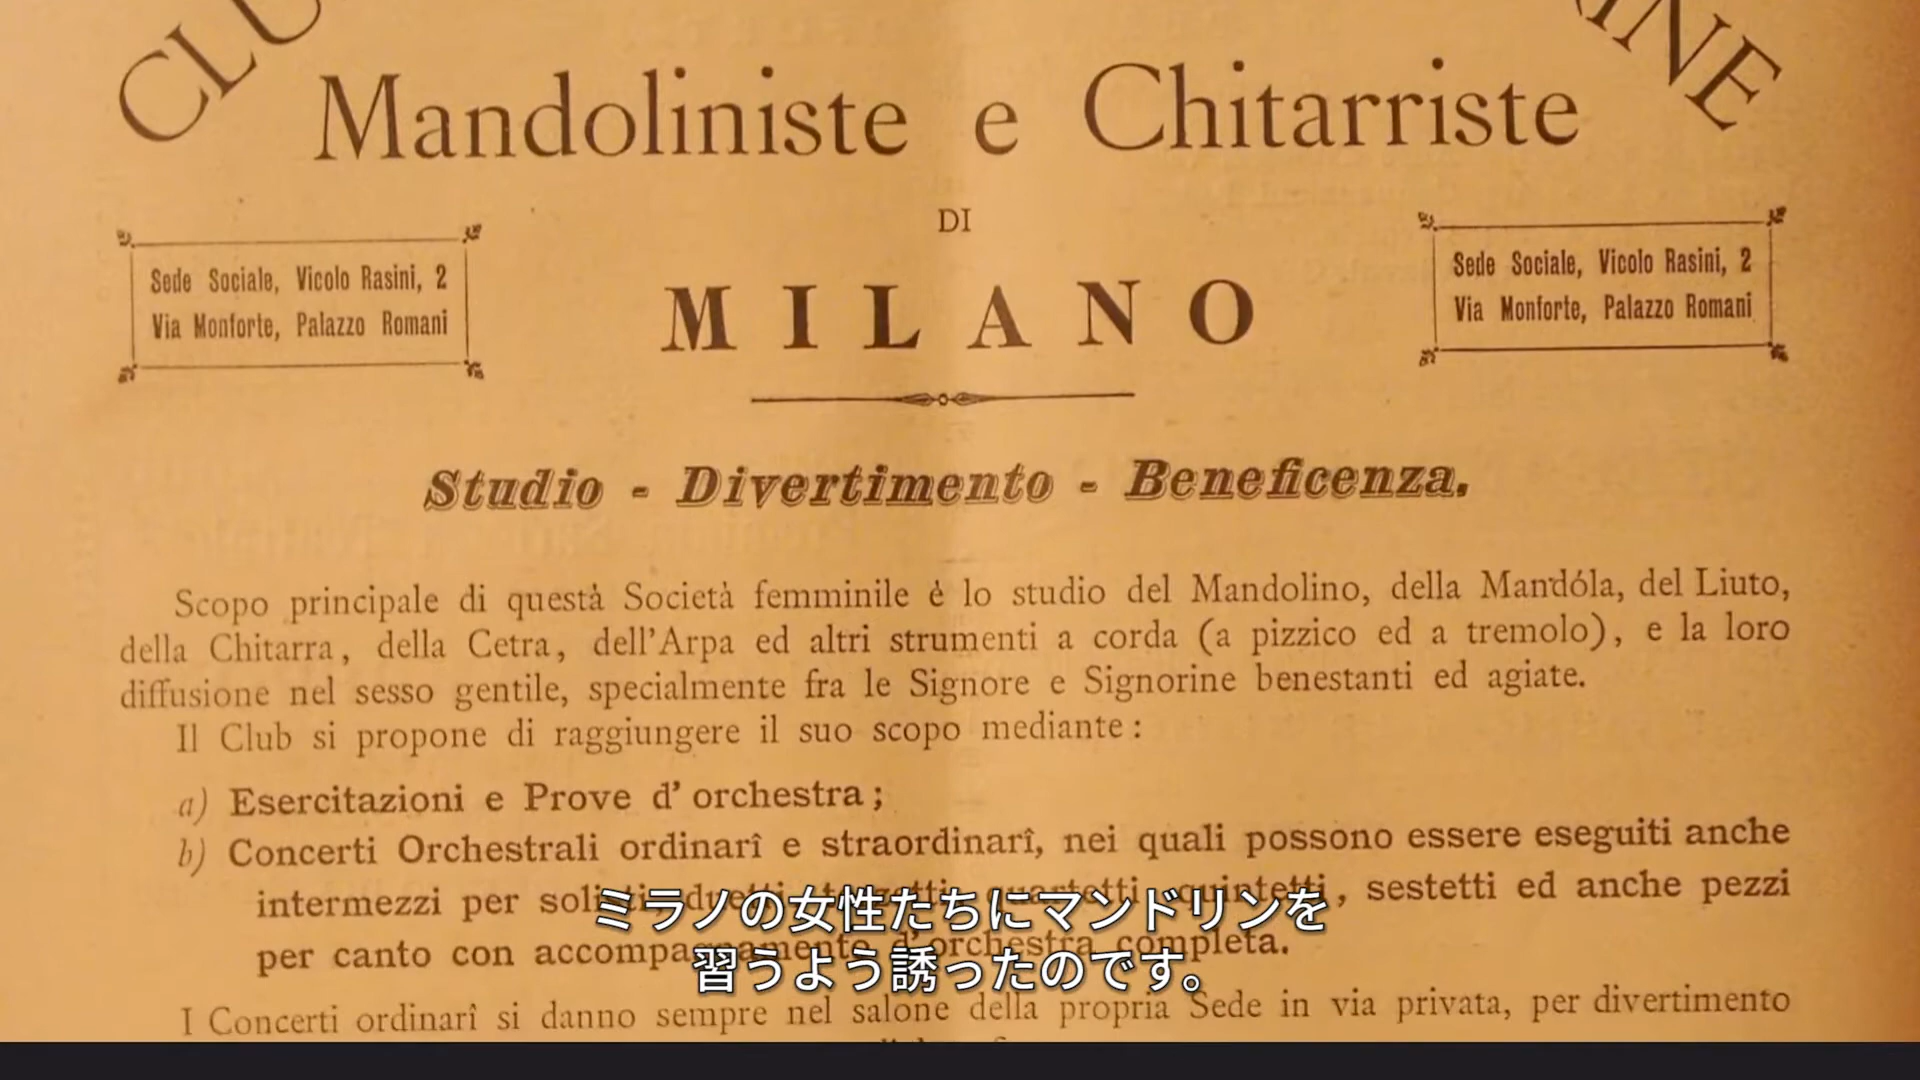 CLU
INE
Mandoliniste e Chitarriste
DI
MILANO
Sede Sociale, Vicolo Rasini, 2
Via Monforte, Palazzo Romani
Sede Sociale, Vicolo Rasini, 2
Via Monforte, Palazzo Romani
Studio - Divertimento - Beneficenza.
Scopo principale di questà Società femminile è lo studio del Mandolino, della Mandóla, del Liuto,
della Chitarra, della Cetra, dell'Arpa ed altri strumenti a corda (a pizzico ed a tremolo), e la loro
diffusione nel sesso gentile, specialmente fra le Signore e Signorine benestanti ed agiate.
Il Club si propone di raggiungere il suo scopo mediante:
a) Esercitazioni e Prove d'orchestra;
b) Concerti Orchestrali ordinarî e straordinarî, nei quali possono essere eseguiti anche
intermezzi per solisti, duetti, terzetti, quartetti, quintetti, sestetti ed anche pezzi
per canto con accompagnamento d'orchestra completa.
I Concerti ordinarî si danno sempre nel salone della propria Sede in via privata, per divertimento
ミラノの女性たちにマンドリンを
習うよう誘ったのです。